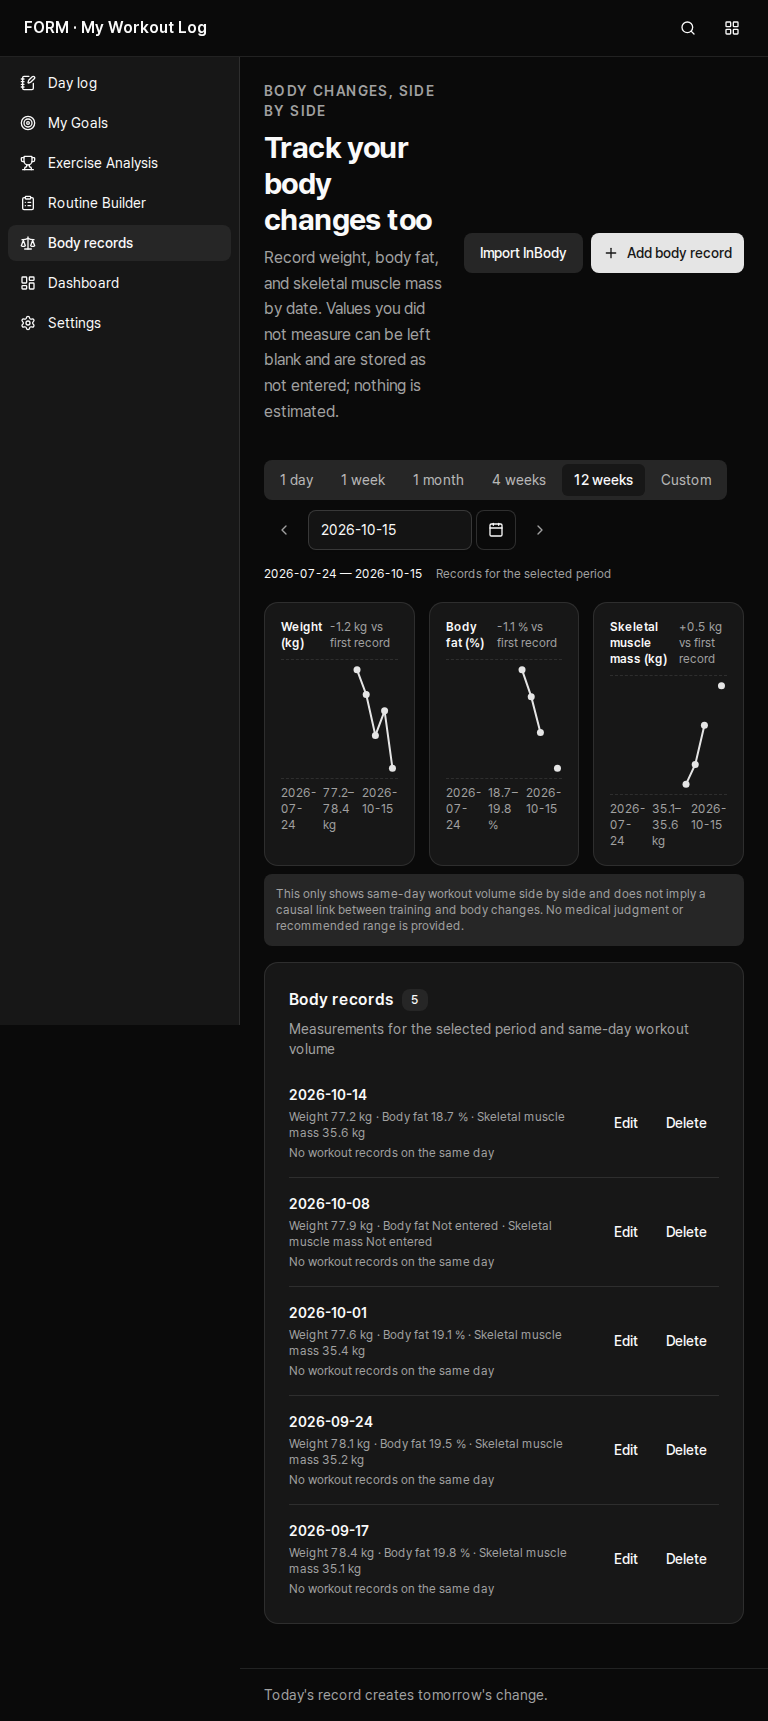 FORM · My Workout Log
Day log
My Goals
Exercise Analysis
Routine Builder
Body records
Dashboard
Settings
BODY CHANGES, SIDE
BY SIDE
Track your
body
changes too
Record weight, body fat,
and skeletal muscle mass
by date. Values you did
not measure can be left
blank and are stored as
not entered; nothing is
estimated.
Import InBody
Add body record
1 day
1 week
1 month
4 weeks
12 weeks
Custom
2026-10-15
2026-07-24 — 2026-10-15 Records for the selected period
Weight
(kg)
-1.2 kg vs
first record
2026-
07-
24
77.2–
78.4
kg
2026-
10-15
Body
fat (%)
-1.1 % vs
first record
2026-
07-
24
18.7–
19.8
%
2026-
10-15
Skeletal
muscle
mass (kg)
+0.5 kg
vs first
record
2026-
07-
24
35.1–
35.6
kg
2026-
10-15
This only shows same-day workout volume side by side and does not imply a
causal link between training and body changes. No medical judgment or
recommended range is provided.
Body records 5
Measurements for the selected period and same-day workout
volume
2026-10-14
Weight 77.2 kg · Body fat 18.7 % · Skeletal muscle
mass 35.6 kg
No workout records on the same day
Edit
Delete
2026-10-08
Weight 77.9 kg · Body fat Not entered · Skeletal
muscle mass Not entered
No workout records on the same day
Edit
Delete
2026-10-01
Weight 77.6 kg · Body fat 19.1 % · Skeletal muscle
mass 35.4 kg
No workout records on the same day
Edit
Delete
2026-09-24
Weight 78.1 kg · Body fat 19.5 % · Skeletal muscle
mass 35.2 kg
No workout records on the same day
Edit
Delete
2026-09-17
Weight 78.4 kg · Body fat 19.8 % · Skeletal muscle
mass 35.1 kg
No workout records on the same day
Edit
Delete
Today's record creates tomorrow's change.